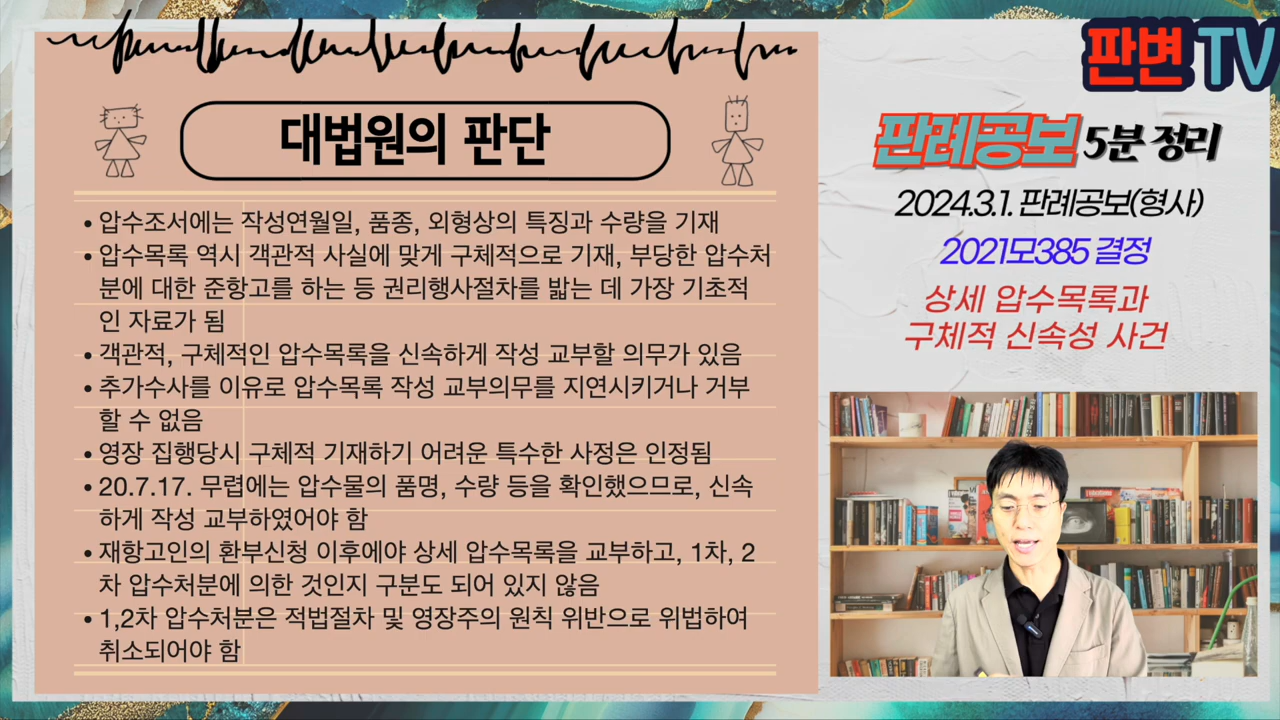 대법원의 판단
• 압수조서에는 작성연월일, 품종, 외형상의 특징과 수량을 기재
• 압수목록 역시 객관적 사실에 맞게 구체적으로 기재, 부당한 압수처
분에 대한 준항고를 하는 등 권리행사절차를 밟는 데 가장 기초적
인 자료가 됨
• 객관적, 구체적인 압수목록을 신속하게 작성 교부할 의무가 있음
• 추가수사를 이유로 압수목록 작성 교부의무를 지연시키거나 거부
할 수 없음
• 영장 집행당시 구체적 기재하기 어려운 특수한 사정은 인정됨
• 20.7.17. 무렵에는 압수물의 품명, 수량 등을 확인했으므로, 신속
하게 작성 교부하였어야 함
• 재항고인의 환부신청 이후에야 상세 압수목록을 교부하고, 1차, 2
차 압수처분에 의한 것인지 구분도 되어 있지 않음
• 1,2차 압수처분은 적법절차 및 영장주의 원칙 위반으로 위법하여
취소되어야 함
판변 TV
판례공보 5분 정리
2024.3.1. 판례공보(형사)
2021모385 결정
상세 압수목록과
구체적 신속성 사건